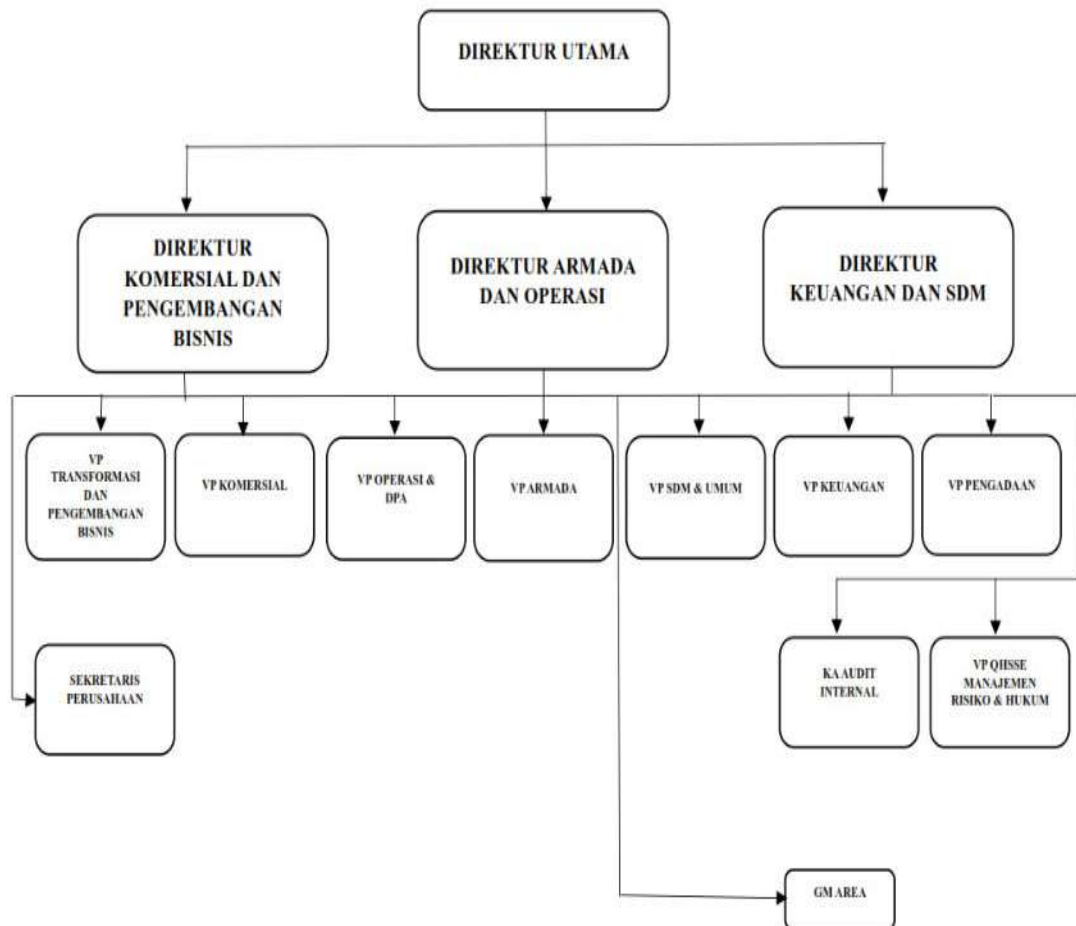 DIREKTUR UTAMA
DIREKTUR
KOMERSIAL DAN
PENGEMBANGAN
BISNIS
DIREKTUR ARMADA
DAN OPERASI
DIREKTUR
KEUANGAN DAN SDM
VP
TRANSFORMASI
DAN
PENGEMBANGAN
BISNIS
VP KOMERSIAL
VP OPERASI &
DPA
VP ARMADA
VP SDM & UMUM
VP KEUANGAN
VP PENGADAAN
SEKRETARIS
PERUSAHAAN
KA AUDIT
INTERNAL
VP QHSSE
MANAJEMEN
RISIKO & HUKUM
GM AREA